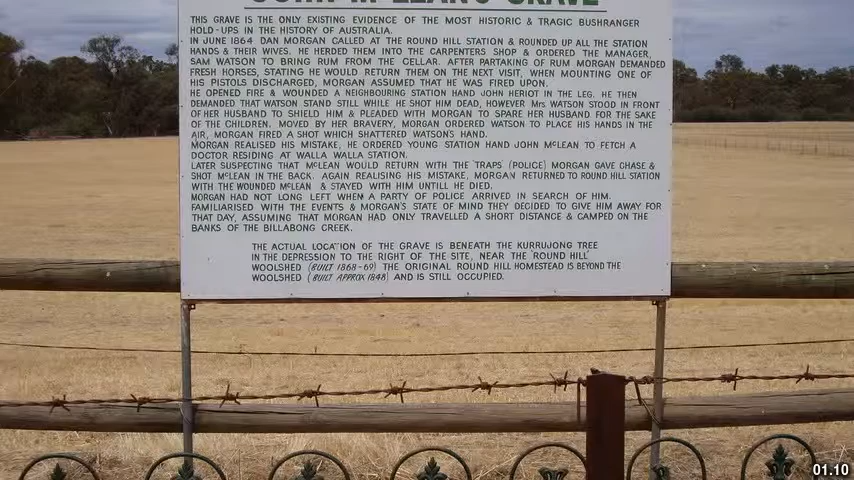 JOHN McLEAN'S GRAVE
THIS GRAVE IS THE ONLY EXISTING EVIDENCE OF THE MOST HISTORIC & TRAGIC BUSHRANGER
HOLD-UPS IN THE HISTORY OF AUSTRALIA.
IN JUNE 1864 DAN MORGAN CALLED AT THE ROUND HILL STATION & ROUNDED UP ALL THE STATION
HANDS & THEIR WIVES. HE HERDED THEM INTO THE CARPENTERS SHOP & ORDERED THE MANAGER,
SAM WATSON TO BRING RUM FROM THE CELLAR. AFTER PARTAKING OF RUM MORGAN DEMANDED
FRESH HORSES, STATING HE WOULD RETURN THEM ON THE NEXT VISIT, WHEN MOUNTING ONE OF
HIS PISTOLS DISCHARGED, MORGAN ASSUMED THAT HE WAS FIRED UPON.
HE OPENED FIRE & WOUNDED A NEIGHBOURING STATION HAND JOHN HERIOT IN THE LEG. HE THEN
DEMANDED THAT WATSON STAND STILL WHILE HE SHOT HIM DEAD, HOWEVER Mrs WATSON STOOD IN FRONT
OF HER HUSBAND TO SHIELD HIM & PLEADED WITH MORGAN TO SPARE HER HUSBAND FOR THE SAKE
OF THE CHILDREN. MOVED BY HER BRAVERY, MORGAN ORDERED WATSON TO PLACE HIS HANDS IN THE
AIR, MORGAN FIRED A SHOT WHICH SHATTERED WATSON'S HAND.
MORGAN REALISED HIS MISTAKE, HE ORDERED YOUNG STATION HAND JOHN McLEAN TO FETCH A
DOCTOR RESIDING AT WALLA WALLA STATION.
LATER SUSPECTING THAT McLEAN WOULD RETURN WITH THE 'TRAPS' (POLICE) MORGAN GAVE CHASE &
SHOT McLEAN IN THE BACK. AGAIN REALISING HIS MISTAKE, MORGAN RETURNED TO ROUND HILL STATION
WITH THE WOUNDED McLEAN & STAYED WITH HIM UNTILL HE DIED.
MORGAN HAD NOT LONG LEFT WHEN A PARTY OF POLICE ARRIVED IN SEARCH OF HIM.
FAMILIARISED WITH THE EVENTS & MORGAN'S STATE OF MIND THEY DECIDED TO GIVE HIM AWAY FOR
THAT DAY, ASSUMING THAT MORGAN HAD ONLY TRAVELLED A SHORT DISTANCE & CAMPED ON THE
BANKS OF THE BILLABONG CREEK.
THE ACTUAL LOCATION OF THE GRAVE IS BENEATH THE KURRUJONG TREE
IN THE DEPRESSION TO THE RIGHT OF THE SITE, NEAR THE 'ROUND HILL'
WOOLSHED (BUILT 1868-69) THE ORIGINAL ROUND HILL HOMESTEAD IS BEYOND THE
WOOLSHED (BUILT APPROX 1848) AND IS STILL OCCUPIED.
01.10